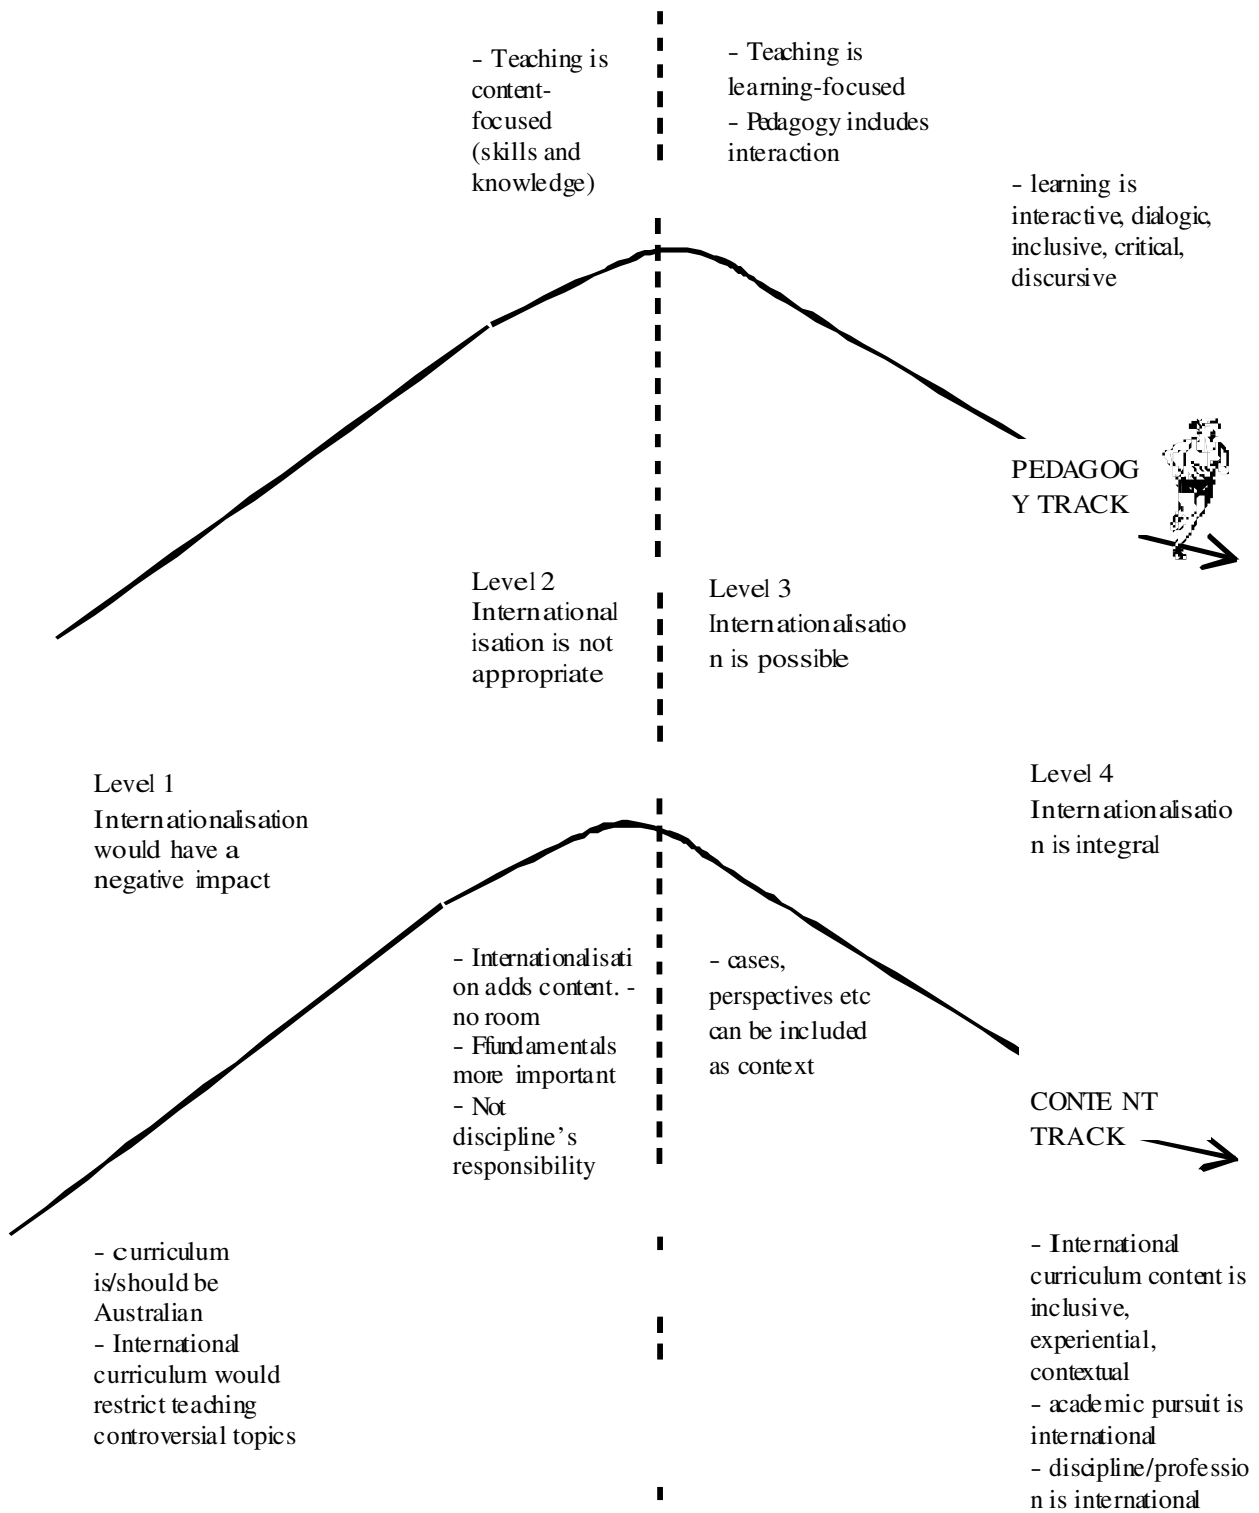 - Teaching is
content-
focused
(skills and
knowledge)
- Teaching is
learning-focused
- Pedagogy includes
interaction
- learning is
interactive, dialogic,
inclusive, critical,
discursive
PEDAGOG
Y TRACK
Level 2
International
isation is not
appropriate
Level 3
Internationalisatio
n is possible
Level 1
Internationalisation
would have a
negative impact
Level 4
Internationalisatio
n is integral
- Internationalisati
on adds content. -
no room
- Ffundamentals
more important
- Not
discipline's
responsibility
- cases,
perspectives etc
can be included
as context
CONTENT
TRACK
- curriculum
is/should be
Australian
- International
curriculum would
restrict teaching
controversial topics
- International
curriculum content is
inclusive,
experiential,
contextual
- academic pursuit is
international
- discipline/professio
n is international